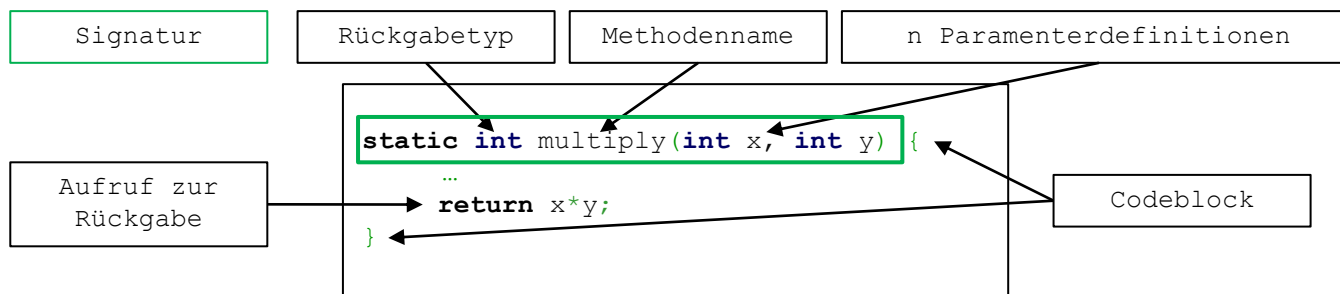 Signatur
Rückgabetyp
Methodenname
n Paramenterdefinitionen
static int multiply(int x, int y) {
…
return x*y;
}
Aufruf zur
Rückgabe
Codeblock